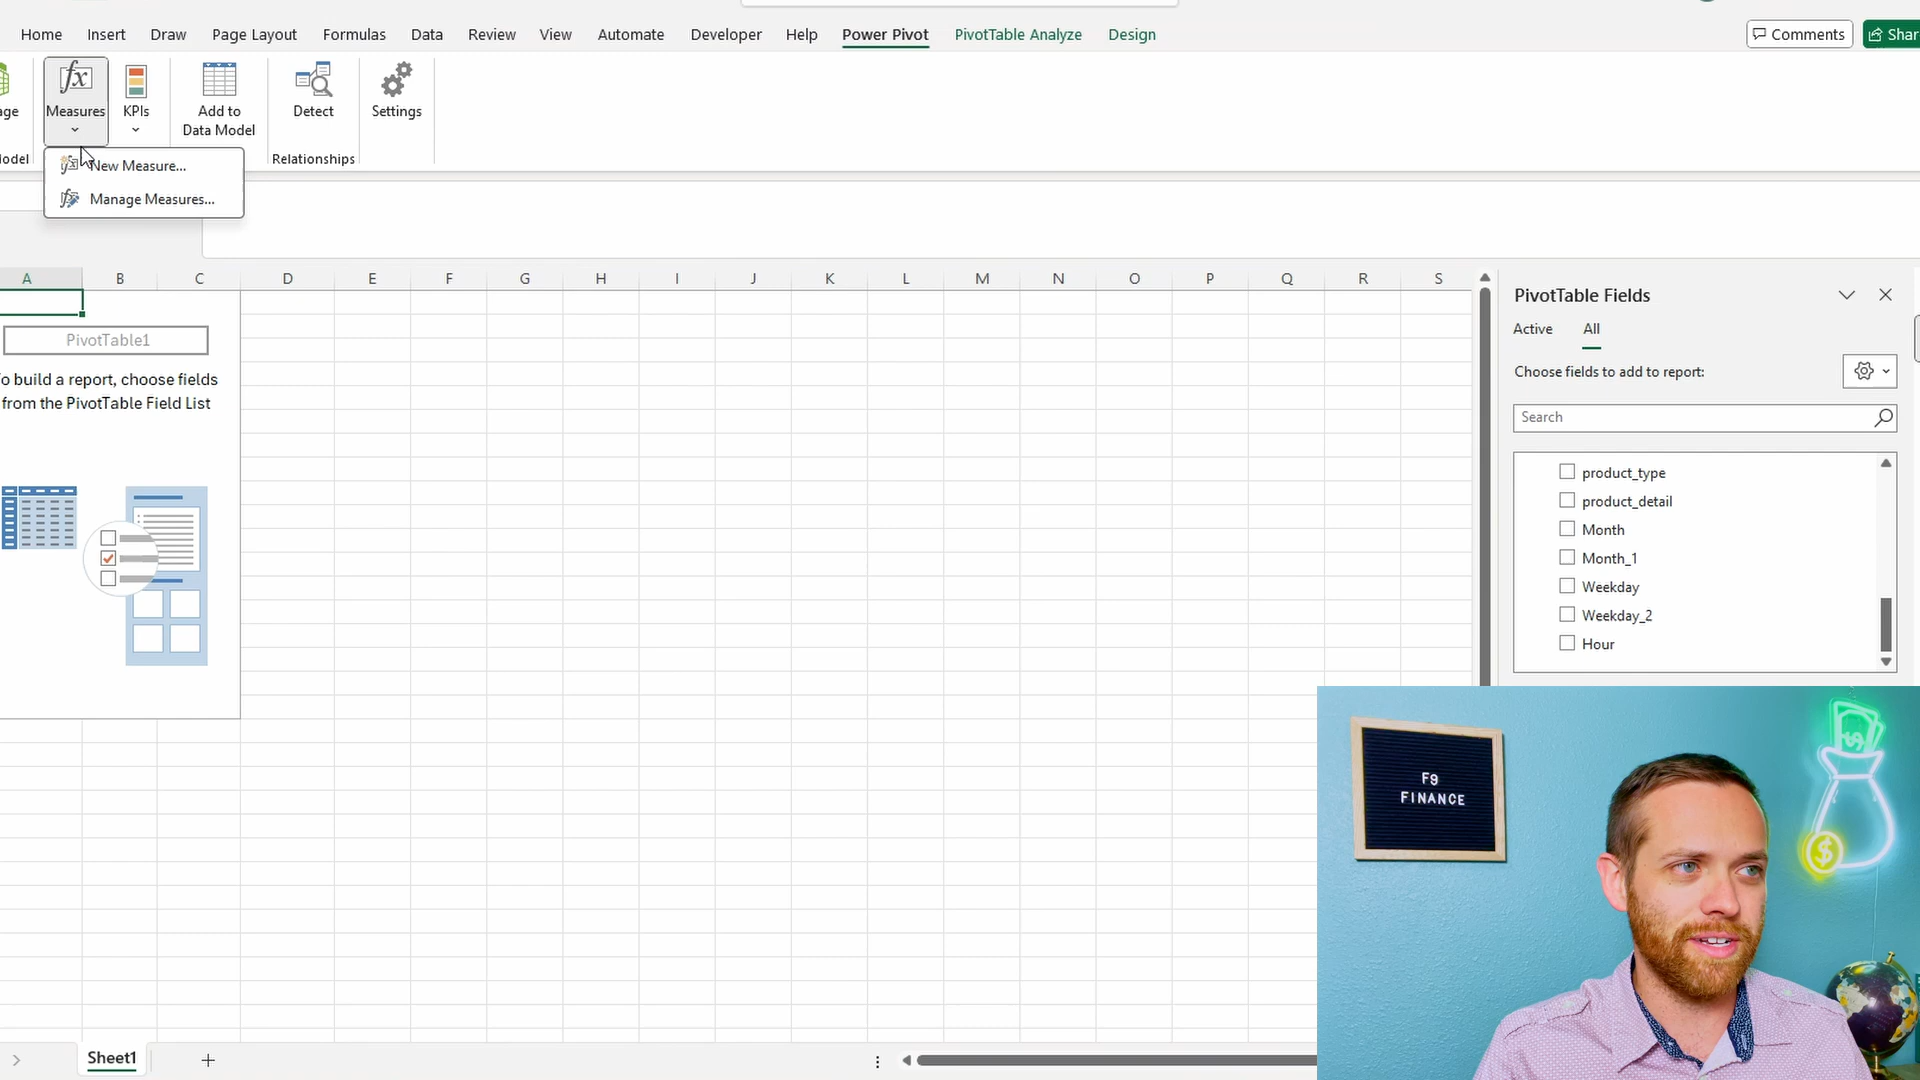 Home Insert Draw Page Layout Formulas Data Review View Automate Developer Help Power Pivot PivotTable Analyze Design Comments Shar
age Measures KPIs Add to Data Model Detect Settings
odel Relationships
New Measure...
Manage Measures...
A B C D E F G H I J K L M N O P Q R S
PivotTable1
o build a report, choose fields
from the PivotTable Field List
PivotTable Fields
Active All
Choose fields to add to report:
Search
product_type
product_detail
Month
Month_1
Weekday
Weekday_2
Hour
F9
FINANCE
Sheet1